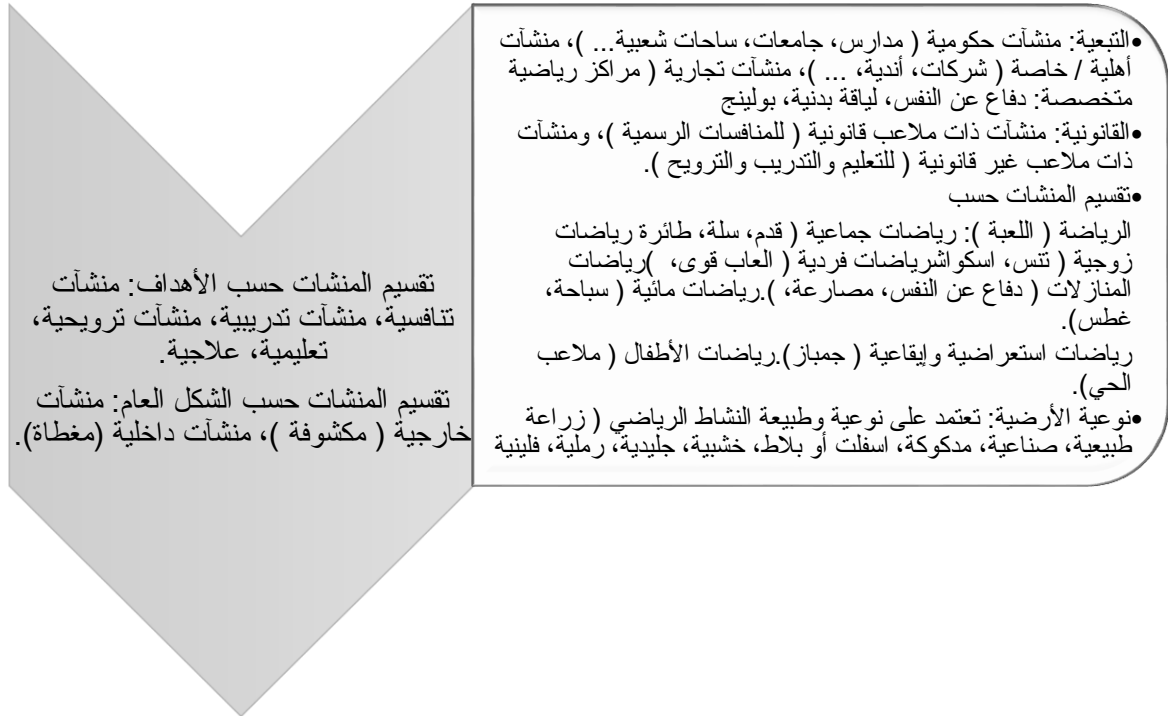 •التبعية: منشآت حكومية ( مدارس، جامعات، ساحات شعبية... )، منشآت
أهلية / خاصة ( شركات، أندية، ... )، منشآت تجارية ( مراكز رياضية
متخصصة: دفاع عن النفس، لياقة بدنية، بولينج
•القانونية: منشآت ذات ملاعب قانونية ( للمنافسات الرسمية )، ومنشآت
ذات ملاعب غير قانونية ( للتعليم والتدريب والترويح ).
•تقسيم المنشات حسب
الرياضة ( اللعبة ): رياضات جماعية ( قدم، سلة، طائرة رياضات
زوجية ( تنس، اسكواشرياضات فردية ( العاب قوى، )رياضات
المنازلات ( دفاع عن النفس، مصارعة، ).رياضات مائية ( سباحة،
غطس).
رياضات استعراضية وإيقاعية ( جمباز).رياضات الأطفال ( ملاعب
الحي).
•نوعية الأرضية: تعتمد على نوعية وطبيعة النشاط الرياضي ( زراعة
طبيعية، صناعية، مدكوكة، اسفلت أو بلاط، خشبية، جليدية، رملية، فلينية
تقسيم المنشات حسب الأهداف: منشآت
تنافسية، منشآت تدريبية، منشآت ترويحية،
تعليمية، علاجية.
تقسيم المنشات حسب الشكل العام: منشآت
خارجية ( مكشوفة )، منشآت داخلية (مغطاة).